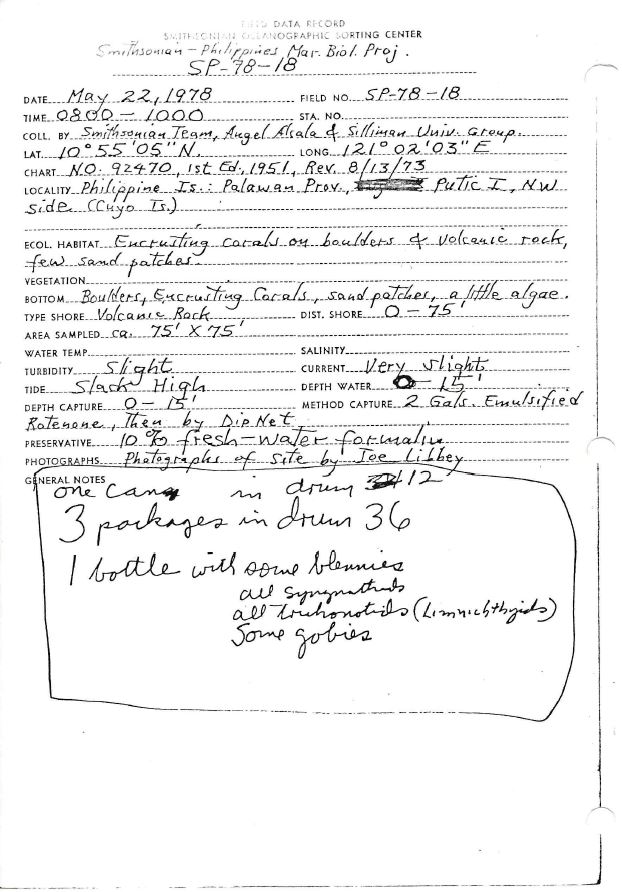 FIELD DATA RECORD
SMITHSONIAN OCEANOGRAPHIC SORTING CENTER
Smithsonian - Philippines, Mar. Biol. Proj.
SP-78-18
DATE May 22, 1978 FIELD NO. SP-78-18
TIME 0800 - 1000 STA. NO.
COLL. BY Smithsonian Team, Angel Alcala & Silliman Univ. Group.
LAT. 10° 55' 05" N. LONG. 121° 02' 03" E
CHART NO. 92470, 1st Ed, 1951, Rev. 8/13/73
LOCALITY Philippine Is.: Palawan Prov., Putic I, NW
side (Cuyo Is.)
ECOL. HABITAT Encrusting corals on boulders & volcanic rock,
few sand patches
VEGETATION
BOTTOM Boulders, Encrusting Corals, sand patches, a little algae.
TYPE SHORE Volcanic Rock DIST. SHORE 0 - 75'
AREA SAMPLED ca. 75' X 75'
WATER TEMP. SALINITY
TURBIDITY Slight CURRENT Very slight
TIDE Slack High DEPTH WATER 0 - 15'
DEPTH CAPTURE 0 - 15' METHOD CAPTURE 2 Gals. Emulsified
Rotenone, Then by Dip Net
PRESERVATIVE 10% fresh-water formalin
PHOTOGRAPHS Photographs of Site by Joe Libbey
GENERAL NOTES
one can in drum 12
3 packages in drum 36
1 bottle with some blennies
all syngnathids
all trichonotids (Limnichthyids)
Some gobies